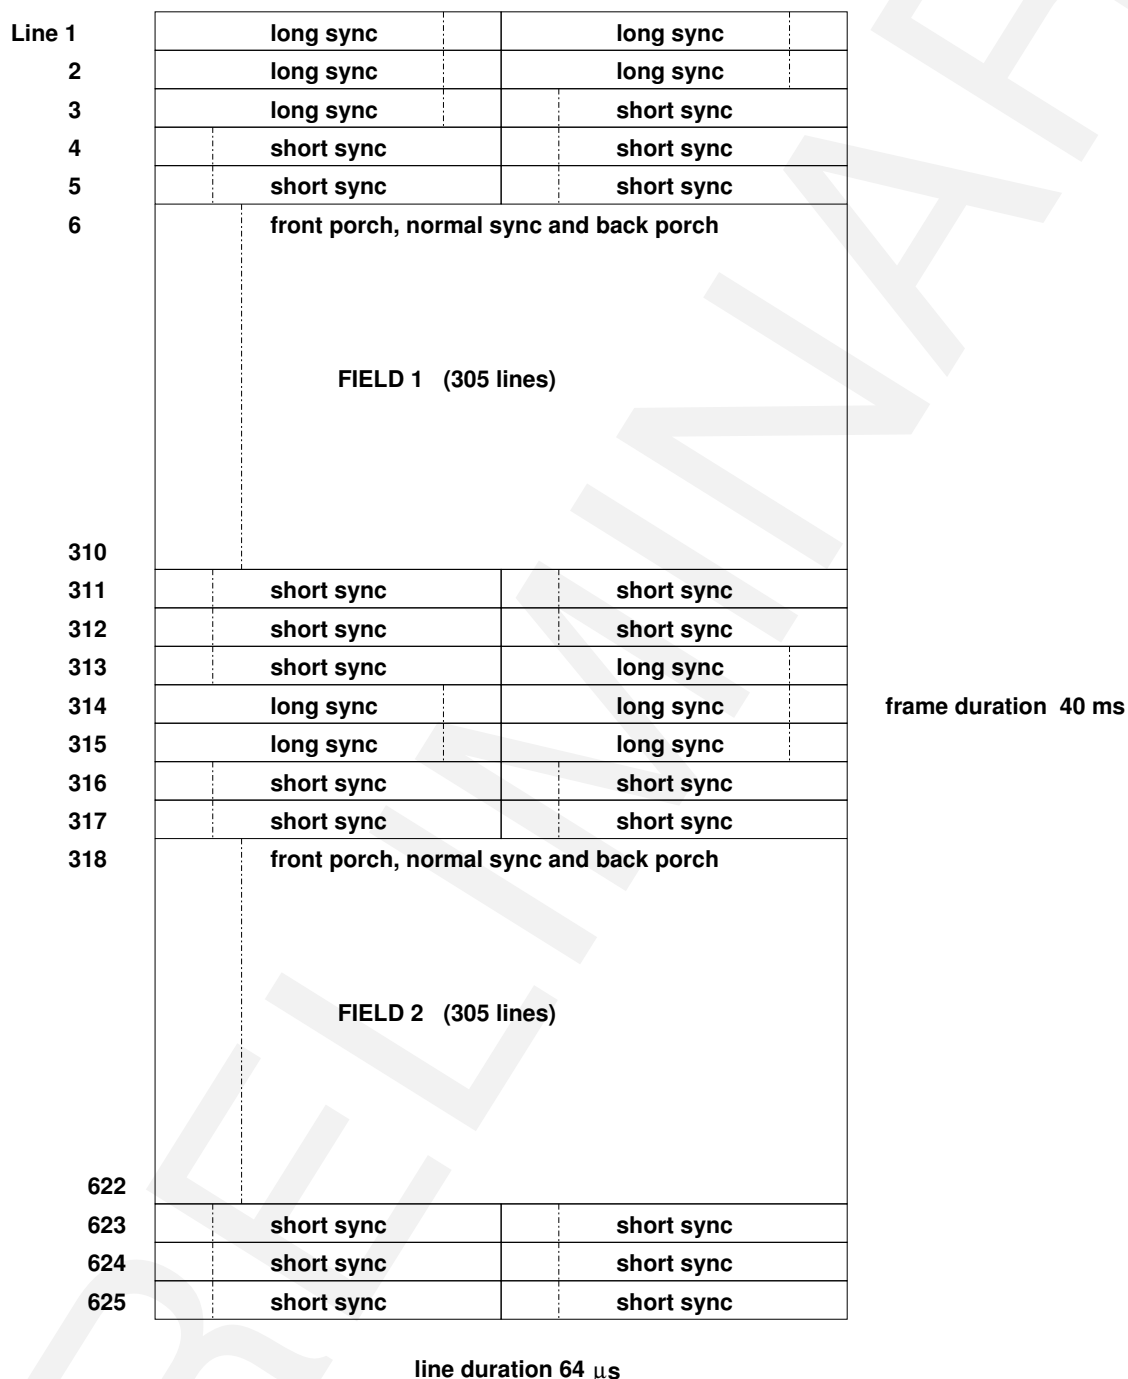 Line 1 long sync long sync
2 long sync long sync
3 long sync short sync
4 short sync short sync
5 short sync short sync
6 front porch, normal sync and back porch
FIELD 1 (305 lines)
310
311 short sync short sync
312 short sync short sync
313 short sync long sync
314 long sync long sync frame duration 40 ms
315 long sync long sync
316 short sync short sync
317 short sync short sync
318 front porch, normal sync and back porch
FIELD 2 (305 lines)
622
623 short sync short sync
624 short sync short sync
625 short sync short sync
line duration 64 μs
PRELIMINAR